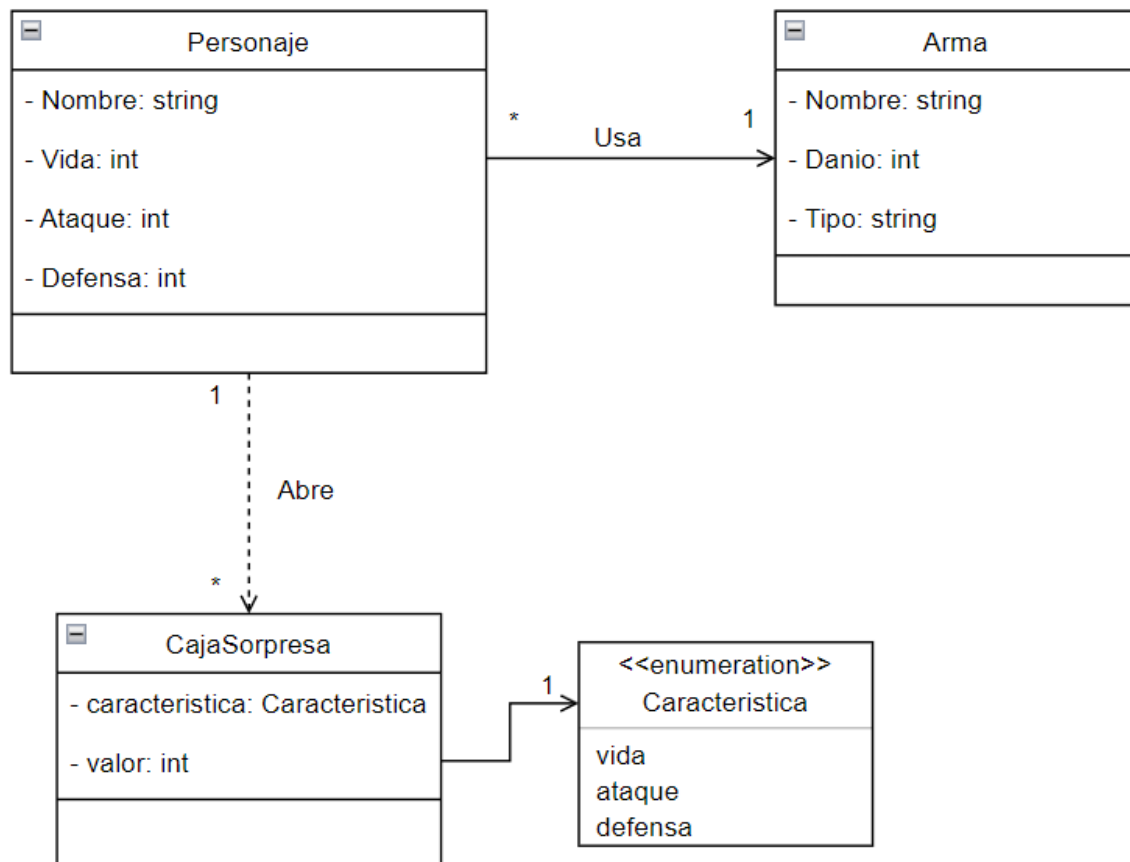 Personaje
- Nombre: string
- Vida: int
- Ataque: int
- Defensa: int
* Usa 1
Arma
- Nombre: string
- Danio: int
- Tipo: string
1
Abre
*
CajaSorpresa
- caracteristica: Caracteristica
- valor: int
1
<<enumeration>>
Caracteristica
vida
ataque
defensa